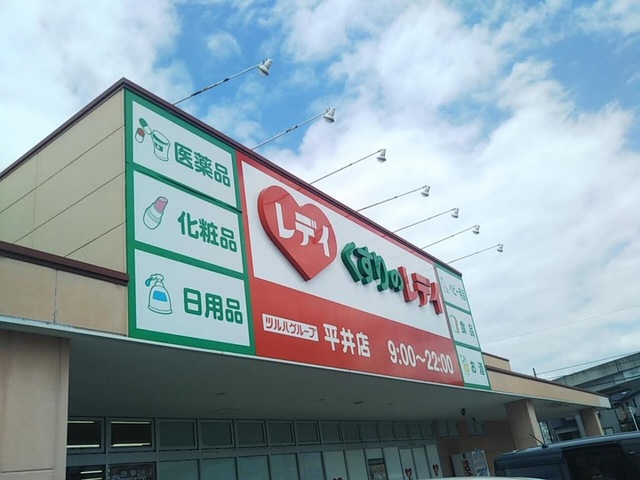 医薬品
化粧品
日用品
レデイ
くすりのレデイ
ツルハグループ 平井店 9:00~22:00
食品
お酒